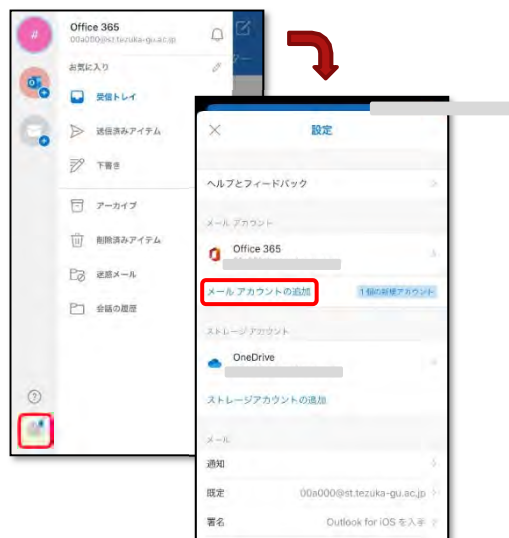 Office 365
00a000@st.tezuka-gu.ac.jp
お気に入り
受信トレイ
送信済みアイテム
下書き
アーカイブ
削除済みアイテム
迷惑メール
会話の履歴
設定
ヘルプとフィードバック
メール アカウント
Office 365
メール アカウントの追加
1 個の新規アカウント
ストレージ アカウント
OneDrive
ストレージアカウントの追加
メール
通知
既定 00a000@st.tezuka-gu.ac.jp
署名 Outlook for iOS を入手